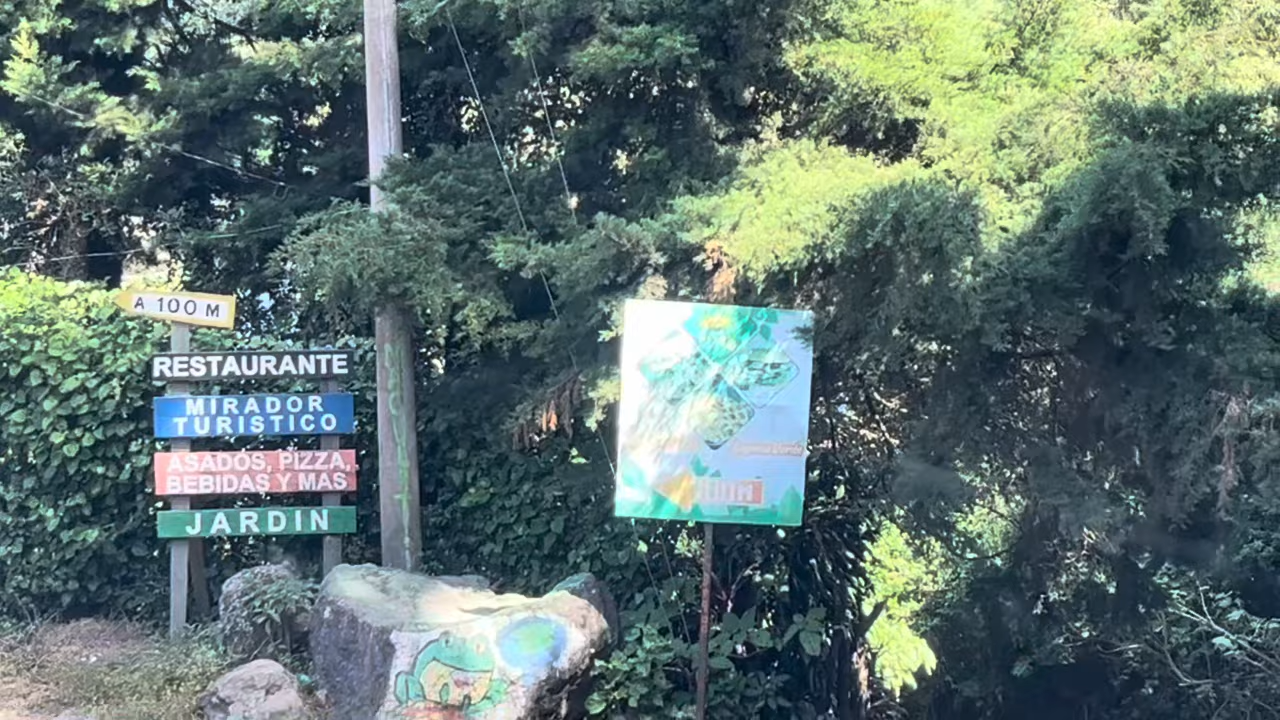 A 100 M
RESTAURANTE
MIRADOR
TURISTICO
ASADOS, PIZZA,
BEBIDAS Y MAS
JARDIN